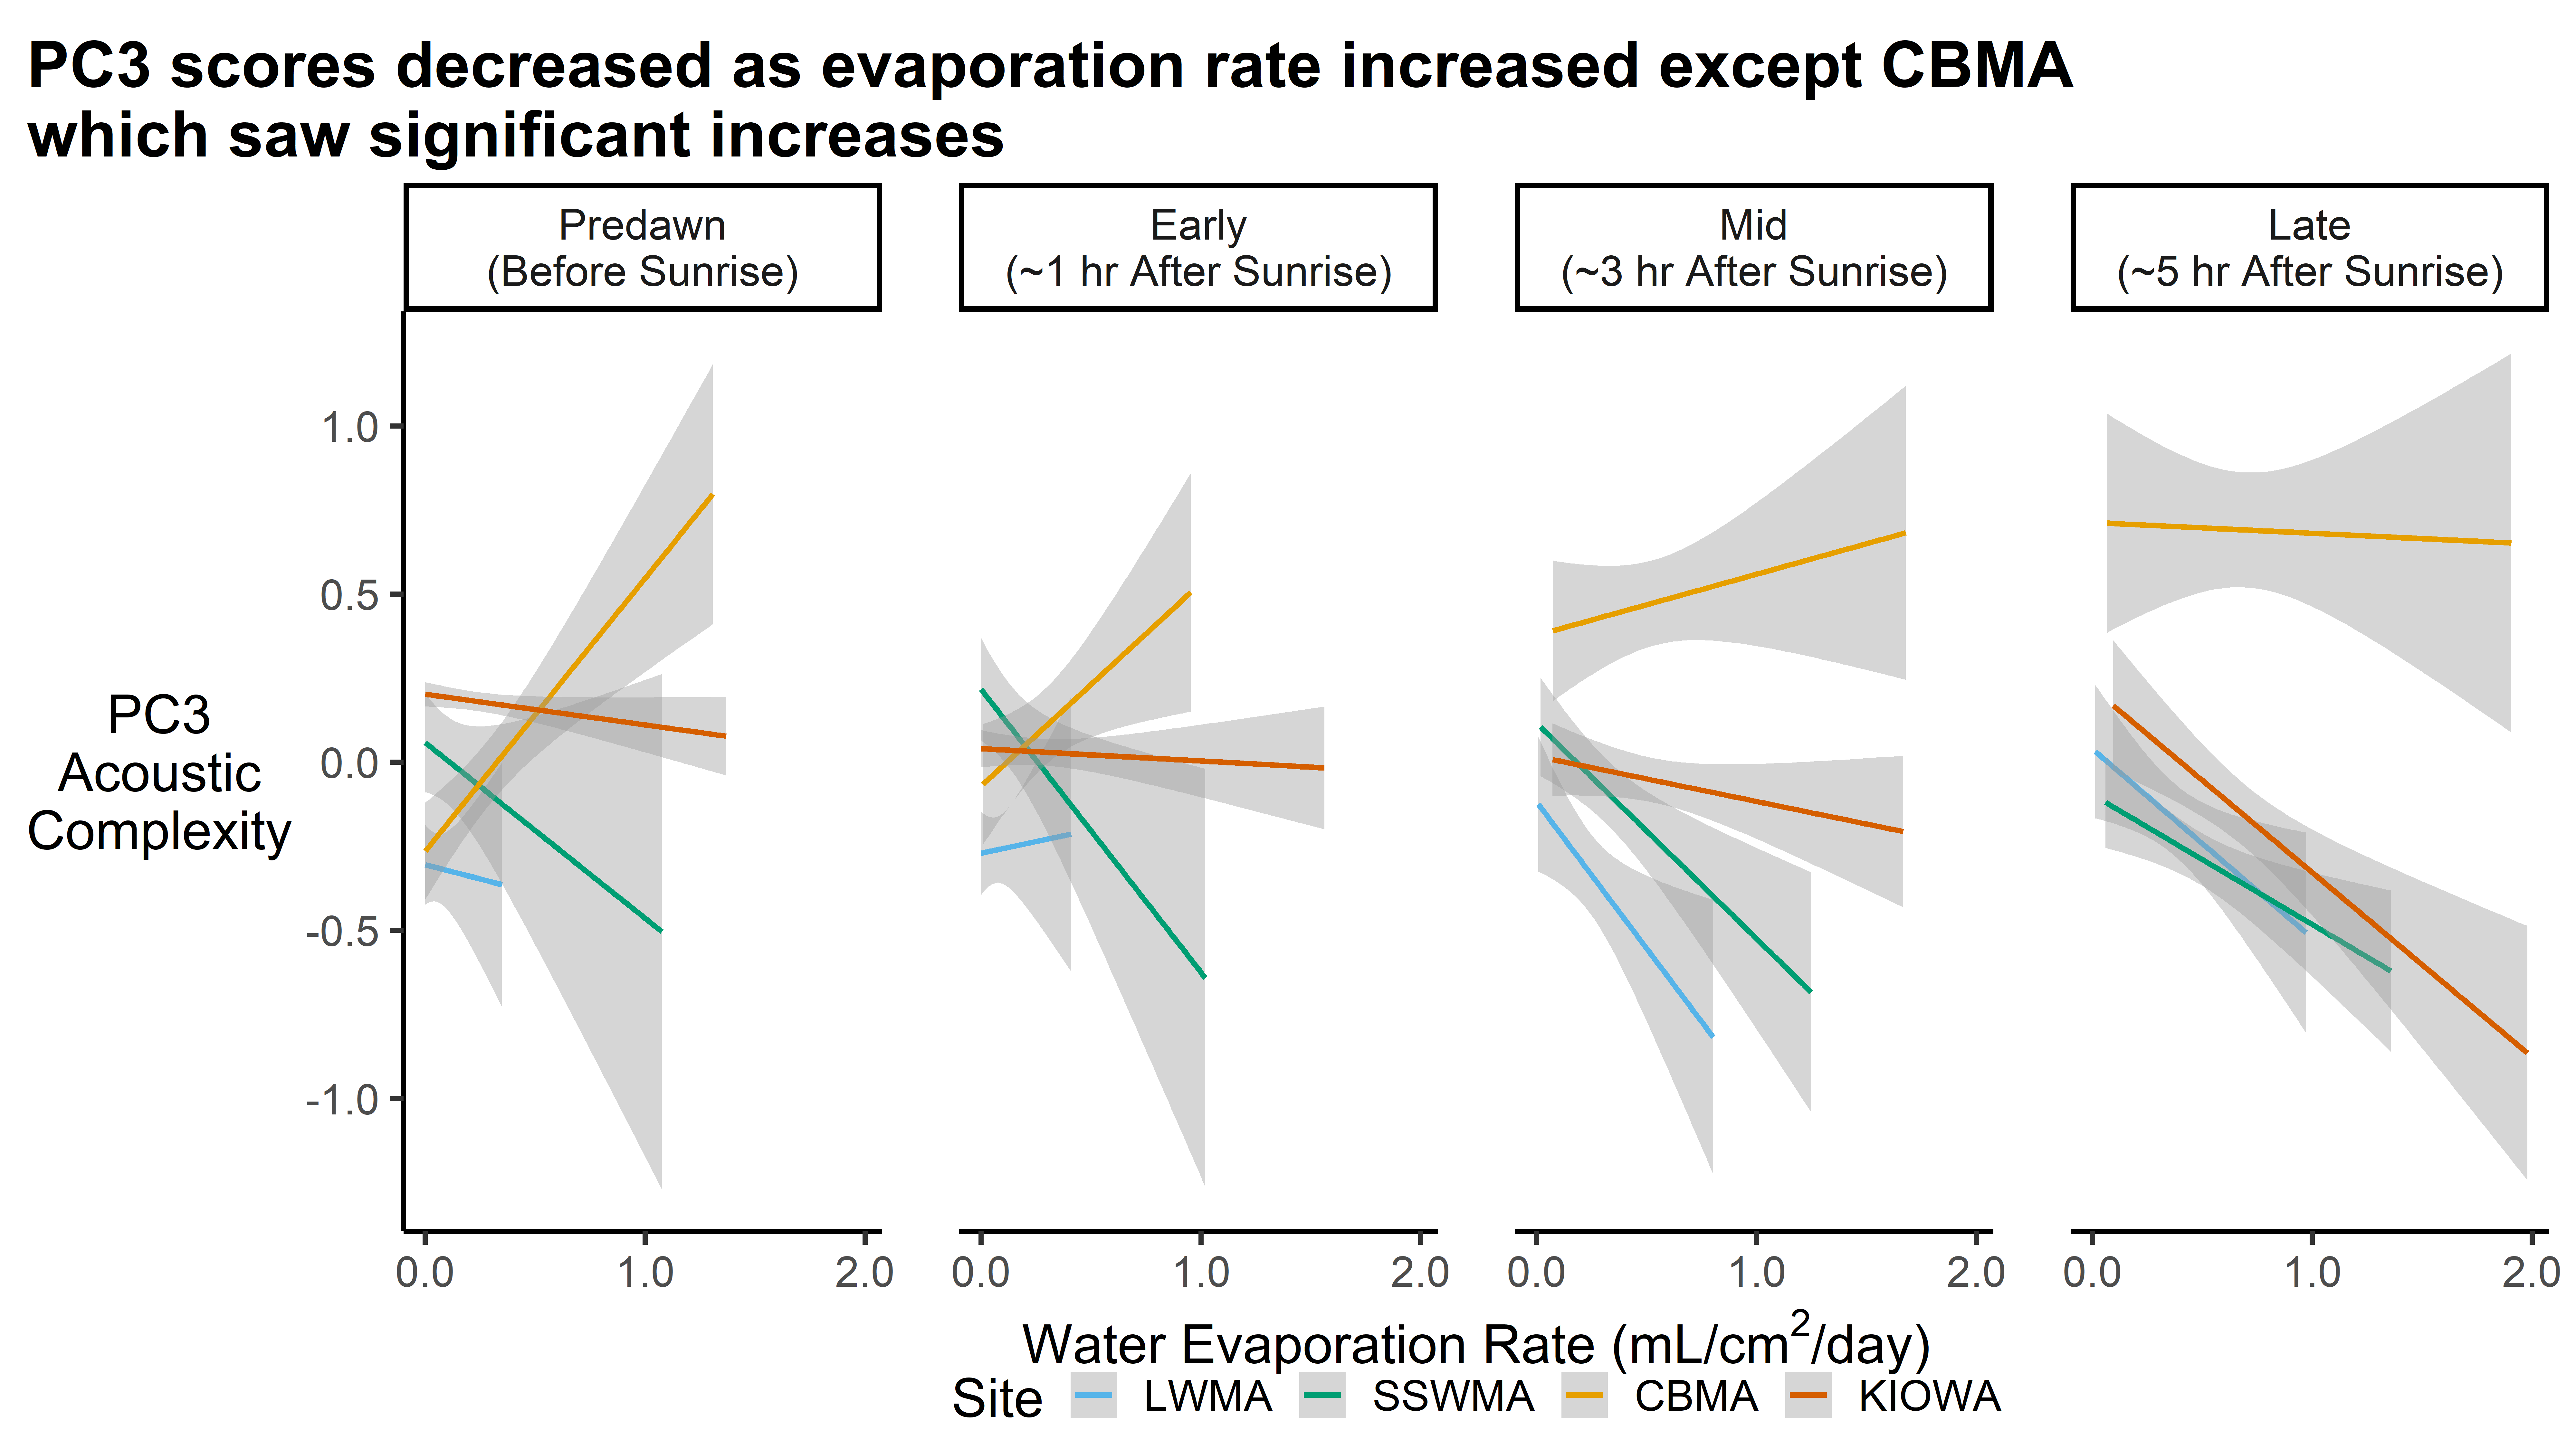 PC3 scores decreased as evaporation rate increased except CBMA
which saw significant increases
Predawn
(Before Sunrise)
Early
(~1 hr After Sunrise)
Mid
(~3 hr After Sunrise)
Late
(~5 hr After Sunrise)
PC3
Acoustic
Complexity
1.0
0.5
0.0
-0.5
-1.0
0.0 1.0 2.0
0.0 1.0 2.0
0.0 1.0 2.0
0.0 1.0 2.0
Water Evaporation Rate (mL/cm²/day)
Site LWMA SSWMA CBMA KIOWA